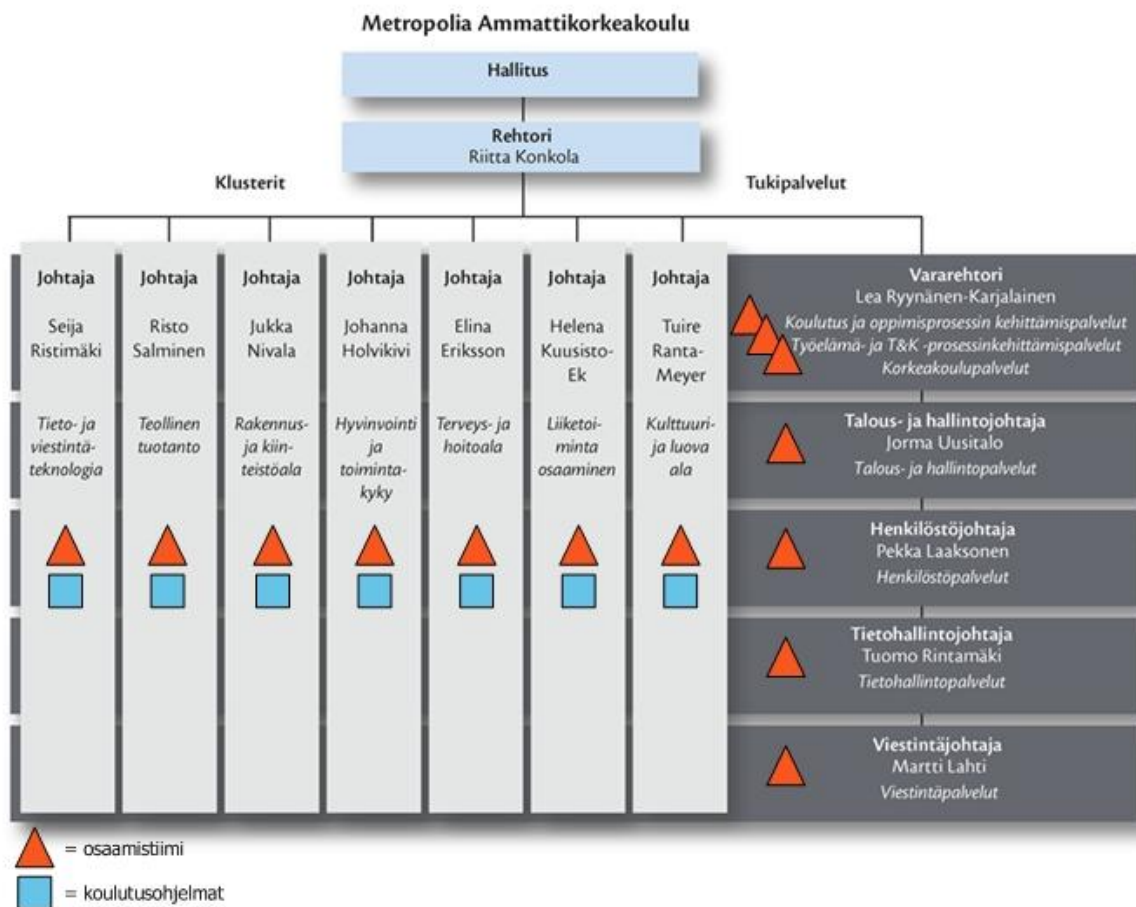 Metropolia Ammattikorkeakoulu
Hallitus
Rehtori
Riitta Konkola
Klusterit
Tukipalvelut
Johtaja
Seija
Ristimäki
Tieto- ja
viestintä-
teknologia
Johtaja
Risto
Salminen
Teollinen
tuotanto
Johtaja
Jukka
Nivala
Rakennus-
ja kiin-
teistöala
Johtaja
Johanna
Holvikivi
Hyvinvointi
ja
toiminta-
kyky
Johtaja
Elina
Eriksson
Terveys- ja
hoitoala
Johtaja
Helena
Kuusisto-
Ek
Liiketoi-
minta
osaaminen
Johtaja
Tuire
Ranta-
Meyer
Kulttuuri-
ja luova
ala
Vararehtori
Lea Ryynänen-Karjalainen
Koulutus ja oppimisprosessin kehittämispalvelut
Työelämä- ja T&K -prosessinkehittämispalvelut
Korkeakoulupalvelut
Talous- ja hallintojohtaja
Jorma Uusitalo
Talous- ja hallintopalvelut
Henkilöstöjohtaja
Pekka Laaksonen
Henkilöstöpalvelut
Tietohallintojohtaja
Tuomo Rintamäki
Tietohallintopalvelut
Viestintäjohtaja
Martti Lahti
Viestintäpalvelut
= osaamistiimi
= koulutusohjelmat